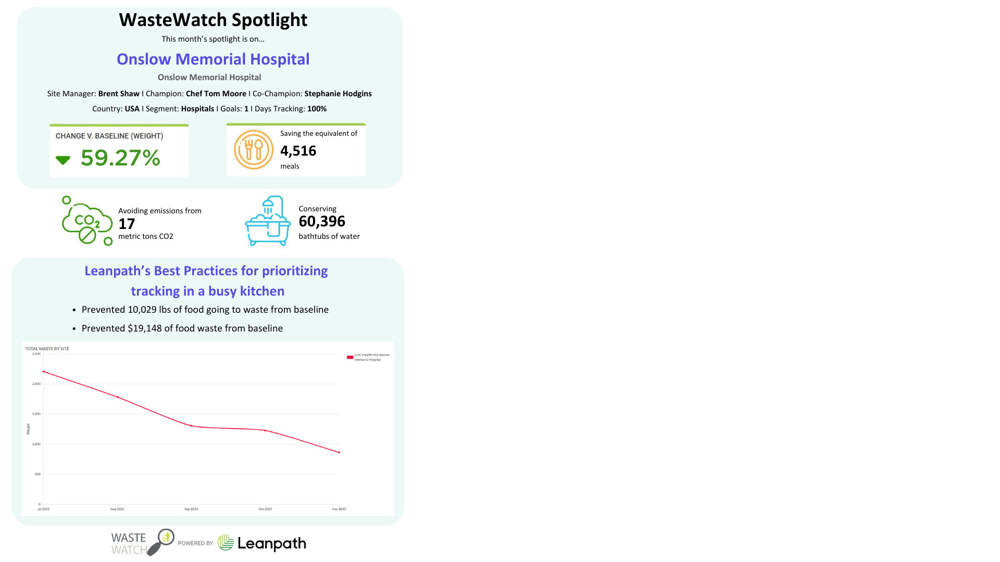 WasteWatch Spotlight
This month's spotlight is on...
Onslow Memorial Hospital
Onslow Memorial Hospital
Site Manager: Brent Shaw I Champion: Chef Tom Moore I Co-Champion: Stephanie Hodgins
Country: USA I Segment: Hospitals I Goals: 1 I Days Tracking: 100%
CHANGE V. BASELINE (WEIGHT)
59.27%
Saving the equivalent of
4,516
meals
CO2
Avoiding emissions from
17
metric tons CO2
Conserving
60,396
bathtubs of water
Leanpath's Best Practices for prioritizing
tracking in a busy kitchen
• Prevented 10,029 lbs of food going to waste from baseline
• Prevented $19,148 of food waste from baseline
TOTAL WASTE BY SITE
2,500
2,000
1,500
1,000
500
0
Weight
Jul 2025
Aug 2025
Sep 2025
Oct 2025
Nov 2025
UNC Health HQ-Onslow
Memorial Hospital
WASTE
WATCH
POWERED BY
Leanpath